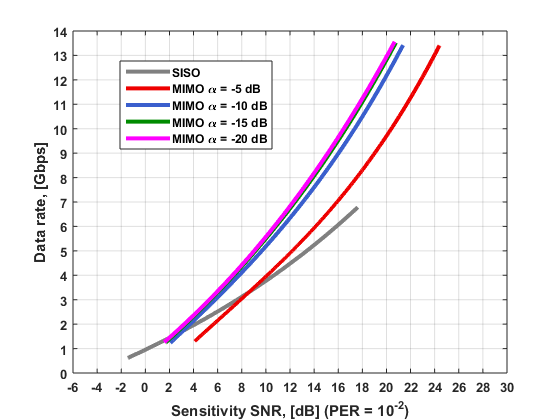 14
13
12
11
10
9
8
7
6
5
4
3
2
1
0
Data rate, [Gbps]
SISO
MIMO α = -5 dB
MIMO α = -10 dB
MIMO α = -15 dB
MIMO α = -20 dB
-6 -4 -2 0 2 4 6 8 10 12 14 16 18 20 22 24 26 28 30
Sensitivity SNR, [dB] (PER = 10⁻²)